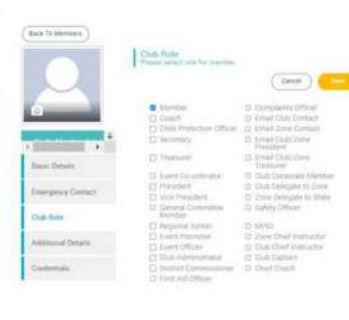 Back To Members
Club Role
Please select role for member
Cancel
Save
Member
Coach
Child Protection Officer
Secretary
Treasurer
Event Co-ordinator
President
Vice President
General Committee
Member
Regional Admin
Event Promoter
Event Officer
Club Administrator
District Commissioner
First Aid Officer
Complaints Officer
Email Club Contact
Email Zone Contact
Email Club/Zone
President
Email Club/Zone
Treasurer
Club Corporate Member
Club Delegate to Zone
Zone Delegate to State
Safety Officer
MPIO
Zone Chief Instructor
Club Chief Instructor
Club Captain
Chief Coach
Basic Details
Emergency Contact
Club Role
Additional Details
Credentials